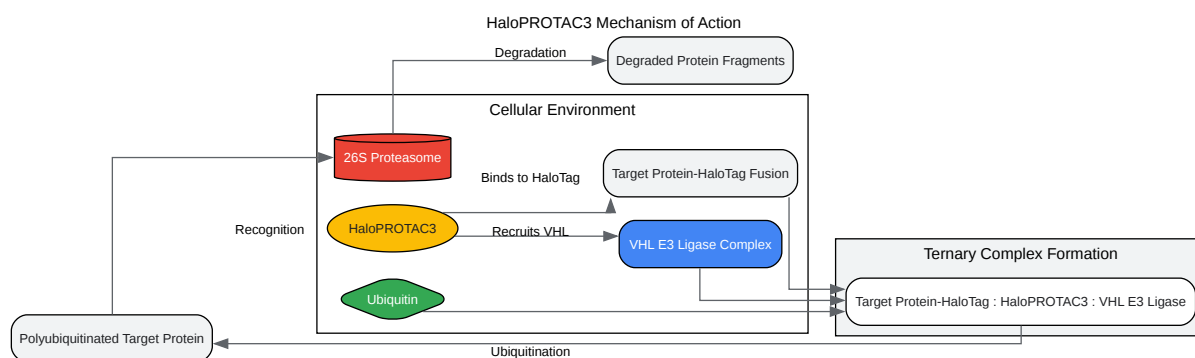 HaloPROTAC3 Mechanism of Action
Degradation
Degraded Protein Fragments
Cellular Environment
26S Proteasome
Binds to HaloTag
Target Protein-HaloTag Fusion
Recognition
HaloPROTAC3
Recruits VHL
VHL E3 Ligase Complex
Ternary Complex Formation
Ubiquitin
Target Protein-HaloTag : HaloPROTAC3 : VHL E3 Ligase
Polyubiquitinated Target Protein
Ubiquitination